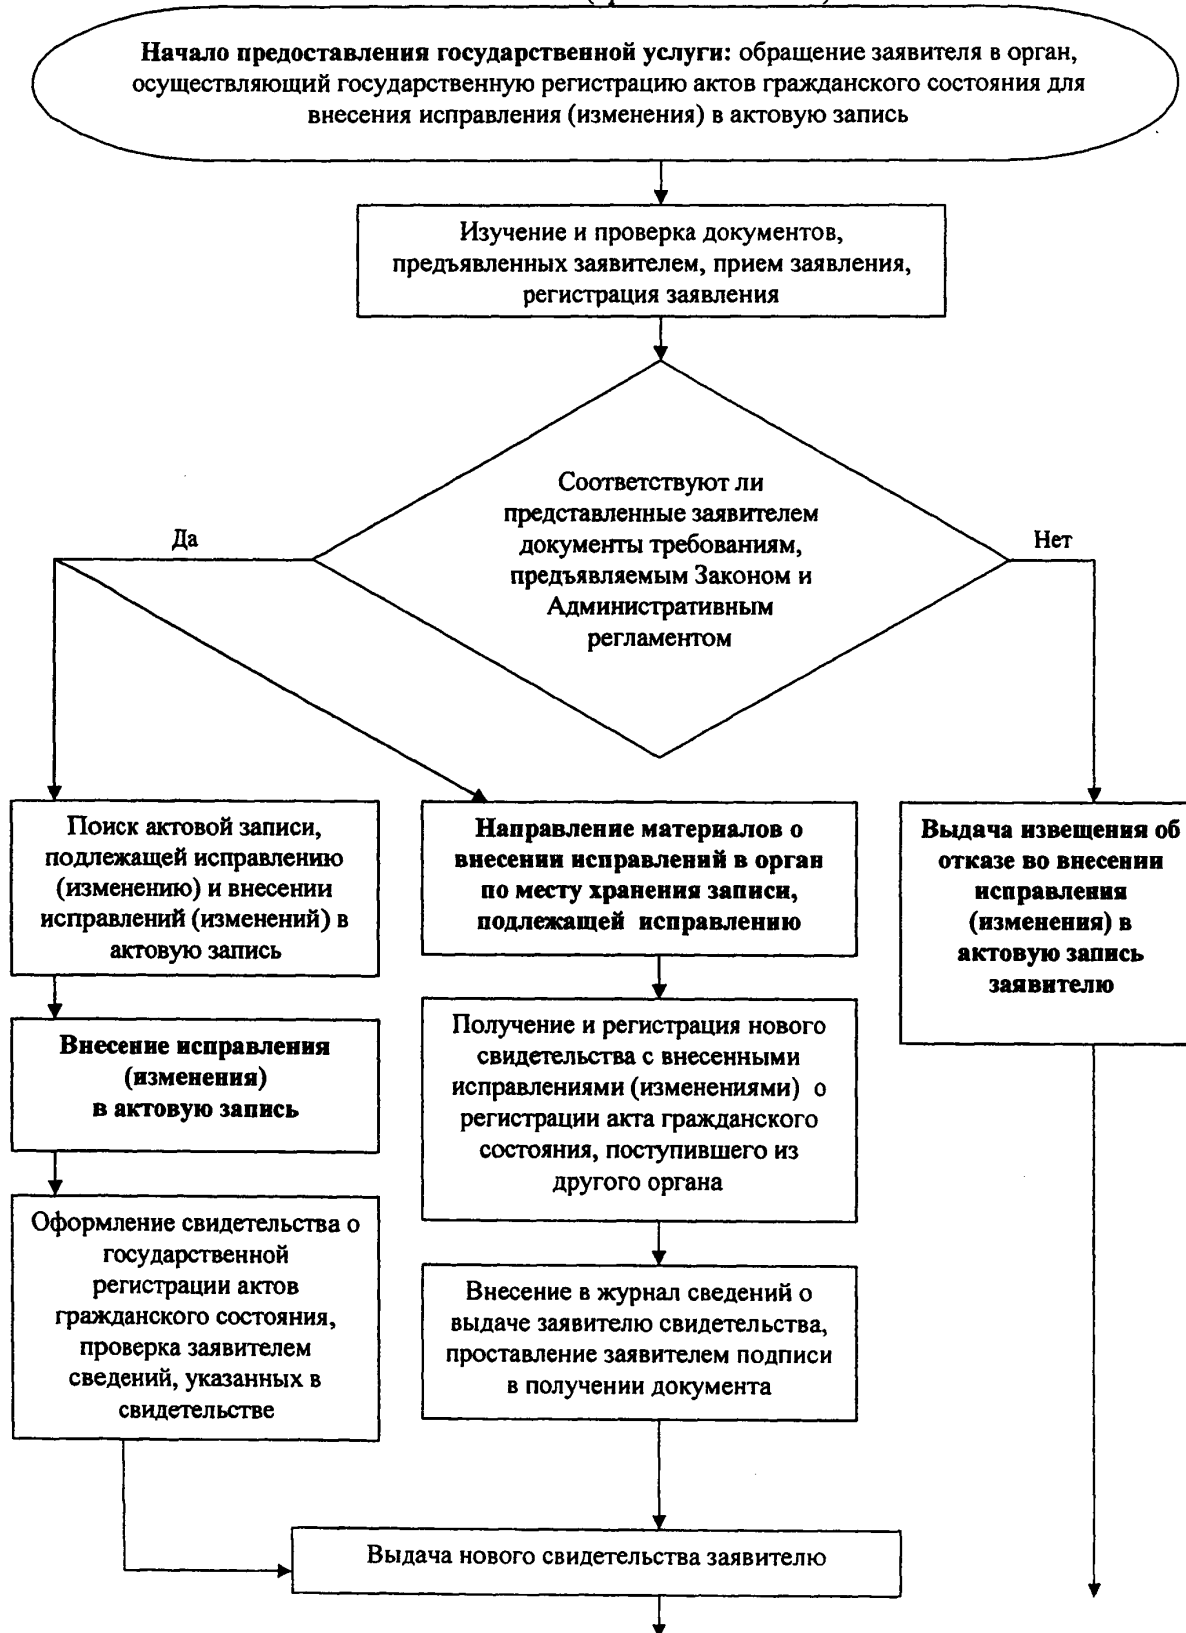 Начало предоставления государственной услуги: обращение заявителя в орган,
осуществляющий государственную регистрацию актов гражданского состояния для
внесения исправления (изменения) в актовую запись
Изучение и проверка документов,
предъявленных заявителем, прием заявления,
регистрация заявления
Соответствуют ли
представленные заявителем
документы требованиям,
предъявляемым Законом и
Административным
регламентом
Да
Нет
Поиск актовой записи,
подлежащей исправлению
(изменению) и внесении
исправлений (изменений) в
актовую запись
Внесение исправления
(изменения)
в актовую запись
Оформление свидетельства о
государственной
регистрации актов
гражданского состояния,
проверка заявителем
сведений, указанных в
свидетельстве
Направление материалов о
внесении исправлений в орган
по месту хранения записи,
подлежащей исправлению
Получение и регистрация нового
свидетельства с внесенными
исправлениями (изменениями) о
регистрации акта гражданского
состояния, поступившего из
другого органа
Внесение в журнал сведений о
выдаче заявителю свидетельства,
проставление заявителем подписи
в получении документа
Выдача извещения об
отказе во внесении
исправления
(изменения) в
актовую запись
заявителю
Выдача нового свидетельства заявителю